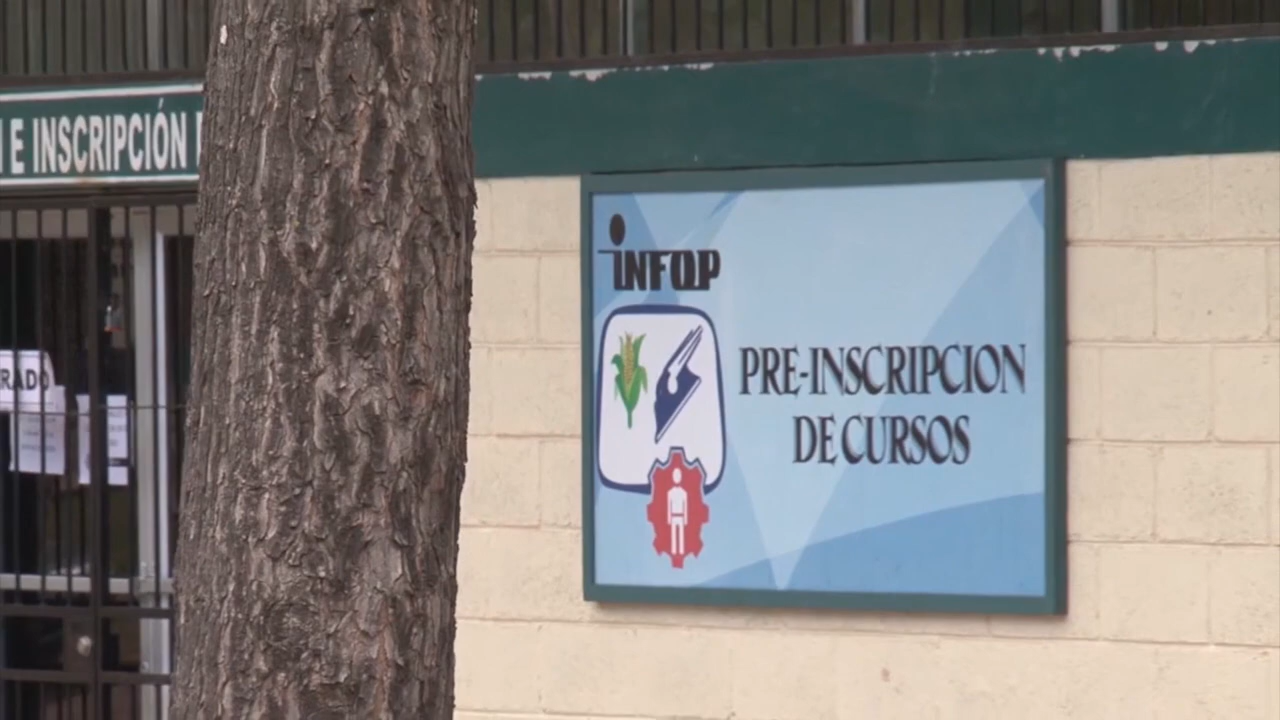 E INSCRIPCIÓN
RADO
INFOP
PRE-INSCRIPCION
DE CURSOS